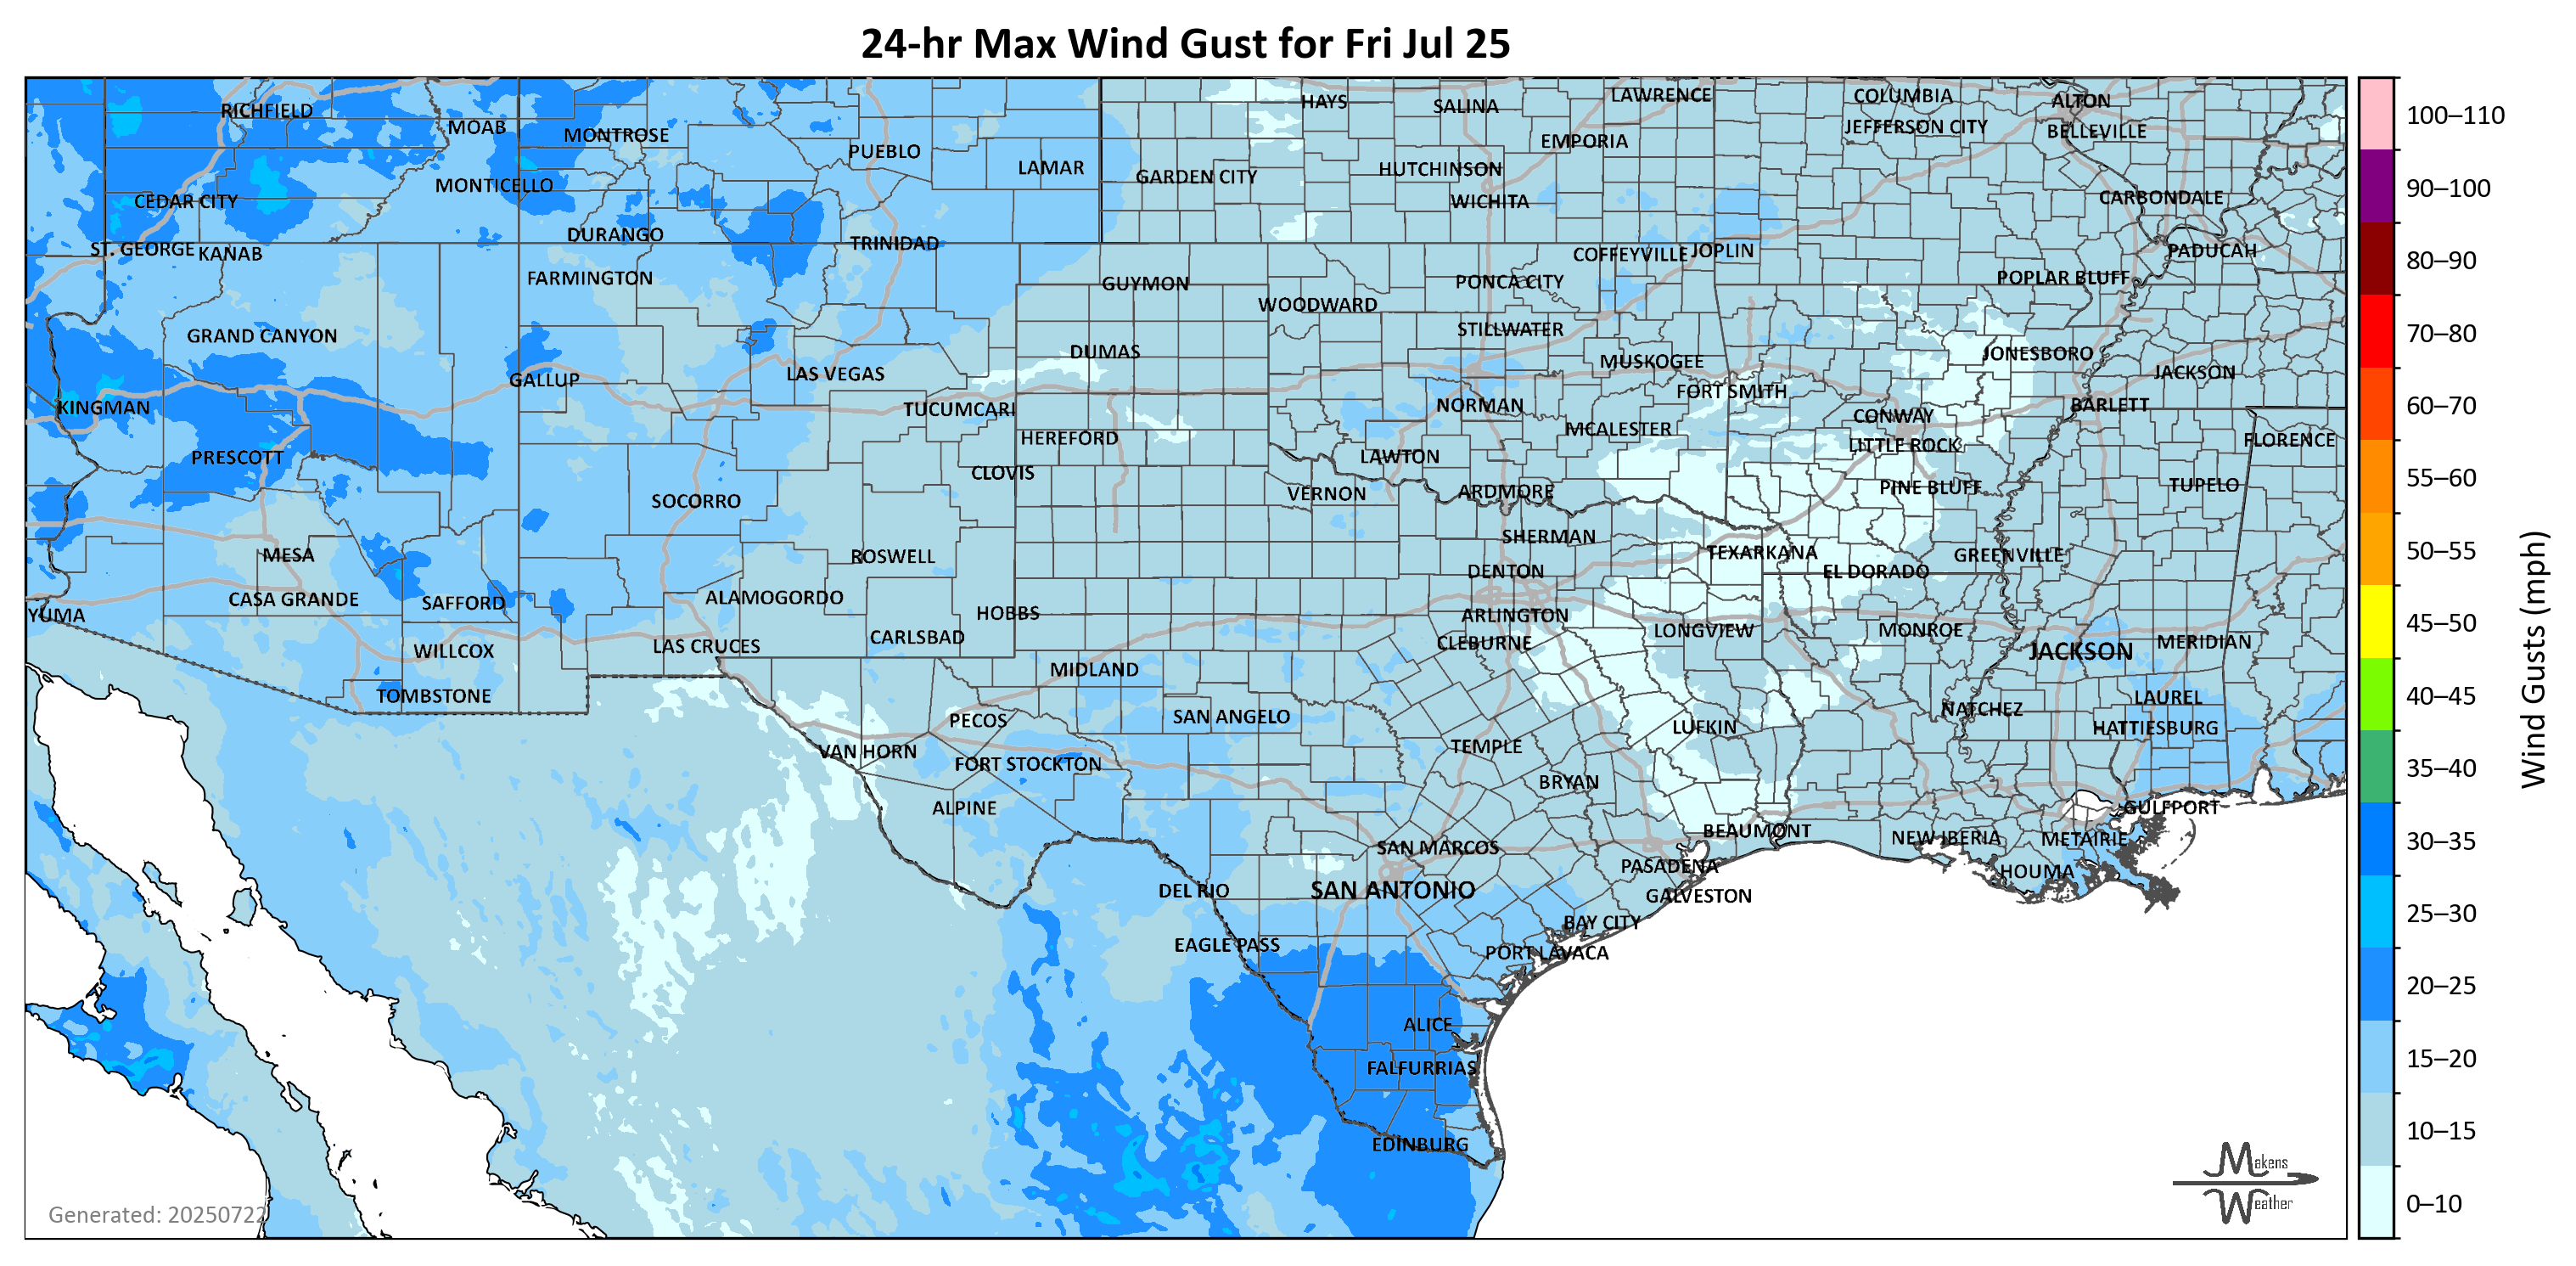 24-hr Max Wind Gust for Fri Jul 25
RICHFIELD
MOAB
MONTROSE
PUEBLO
LAMAR
HAYS
SALINA
LAWRENCE
COLUMBIA
ALTON
EMPORIA
JEFFERSON CITY
BELLEVILLE
MONTICELLO
GARDEN CITY
HUTCHINSON
CEDAR CITY
WICHITA
CARBONDALE
ST. GEORGE
KANAB
DURANGO
TRINIDAD
COFFEYVILLE
JOPLIN
PADUCAH
FARMINGTON
GUYMON
WOODWARD
PONCA CITY
POPLAR BLUFF
GRAND CANYON
STILLWATER
DUMAS
MUSKOGEE
JONESBORO
GALLUP
LAS VEGAS
FORT SMITH
JACKSON
KINGMAN
TUCUMCARI
NORMAN
CONWAY
BARLETT
HEREFORD
MCALESTER
LITTLE ROCK
FLORENCE
PRESCOTT
CLOVIS
LAWTON
SOCORRO
VERNON
ARDMORE
PINE BLUFF
TUPELO
MESA
ROSWELL
SHERMAN
TEXARKANA
GREENVILLE
CASA GRANDE
SAFFORD
ALAMOGORDO
DENTON
EL DORADO
YUMA
HOBBS
ARLINGTON
WILLCOX
LAS CRUCES
CARLSBAD
CLEBURNE
LONGVIEW
MONROE
JACKSON
MERIDIAN
TOMBSTONE
MIDLAND
LAUREL
PECOS
SAN ANGELO
LUFKIN
NATCHEZ
HATTIESBURG
VAN HORN
FORT STOCKTON
TEMPLE
BRYAN
ALPINE
GULFPORT
BEAUMONT
NEW IBERIA
METAIRIE
SAN MARCOS
PASADENA
HOUMA
DEL RIO
SAN ANTONIO
GALVESTON
EAGLE PASS
BAY CITY
PORT LAVACA
ALICE
FALFURRIAS
EDINBURG
Generated: 20250722
Makens
Weather
100–110
90–100
80–90
70–80
60–70
55–60
50–55
45–50
40–45
35–40
30–35
25–30
20–25
15–20
10–15
0–10
Wind Gusts (mph)